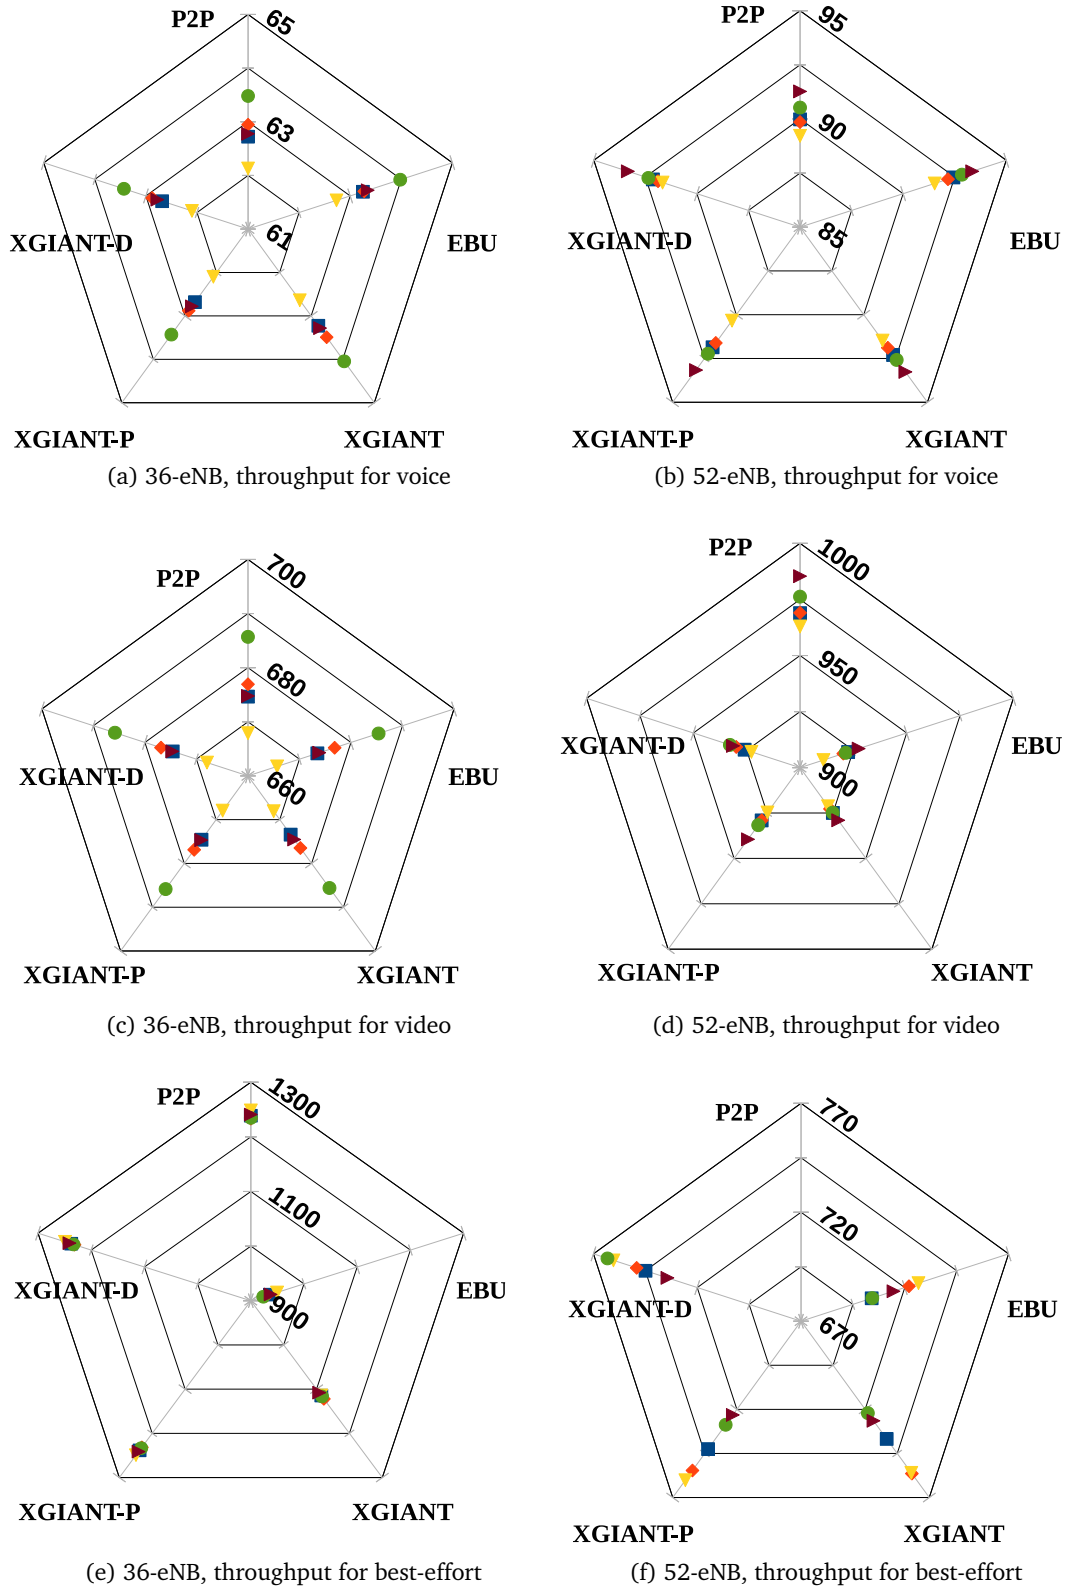 P2P
65
63
61
XGIANT-D
EBU
XGIANT-P
XGIANT
(a) 36-eNB, throughput for voice
P2P
95
90
85
XGIANT-D
EBU
XGIANT-P
XGIANT
(b) 52-eNB, throughput for voice
P2P
700
680
660
XGIANT-D
EBU
XGIANT-P
XGIANT
(c) 36-eNB, throughput for video
P2P
1000
950
900
XGIANT-D
EBU
XGIANT-P
XGIANT
(d) 52-eNB, throughput for video
P2P
1300
1100
900
XGIANT-D
EBU
XGIANT-P
XGIANT
(e) 36-eNB, throughput for best-effort
P2P
770
720
670
XGIANT-D
EBU
XGIANT-P
XGIANT
(f) 52-eNB, throughput for best-effort